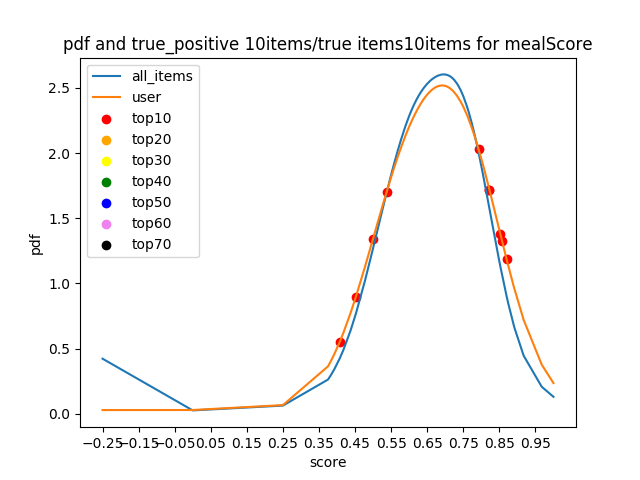 pdf and true_positive 10items/true items10items for mealScore
all_items
user
top10
top20
top30
top40
top50
top60
top70
pdf
2.5
2.0
1.5
1.0
0.5
0.0
−0.25 −0.15 −0.05 0.05 0.15 0.25 0.35 0.45 0.55 0.65 0.75 0.85 0.95
score